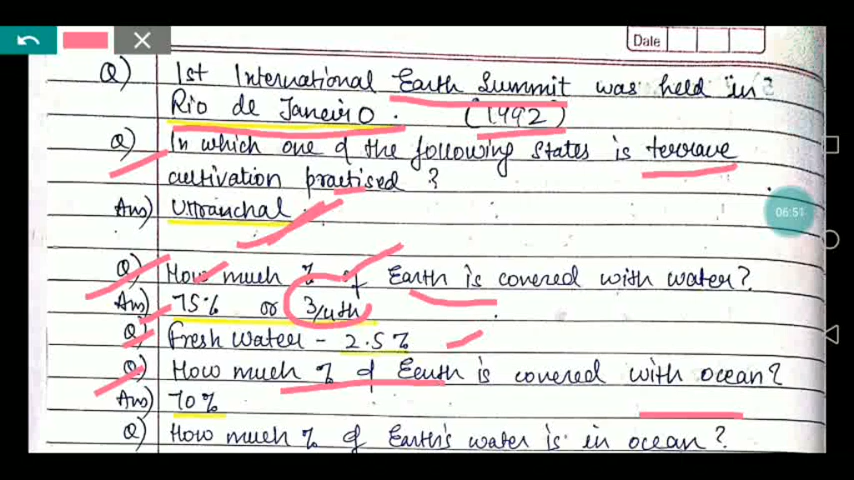 Date
Q) 1st International Earth Summit was held in?
Rio de Janeiro. (1992)
Q) In which one of the following States is terrace
cultivation practised ?
Ans) Uttranchal
06:51
Q) How much % of Earth is covered with water?
Ans) 75% or 3/4th
Q) Fresh Water - 2.5%
Q) How much % of Earth is covered with ocean?
Ans) 70%
Q) How much % of Earth's water is in ocean?